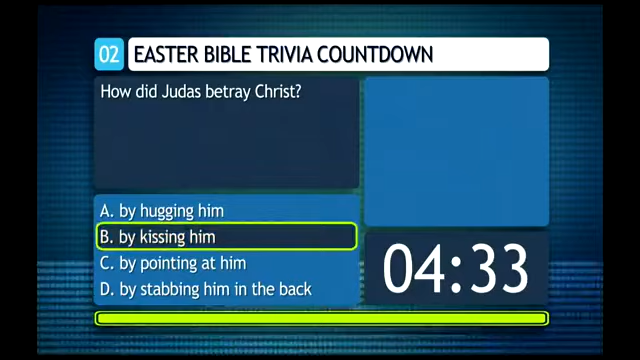 02 EASTER BIBLE TRIVIA COUNTDOWN
How did Judas betray Christ?
A. by hugging him
B. by kissing him
C. by pointing at him
D. by stabbing him in the back
04:33